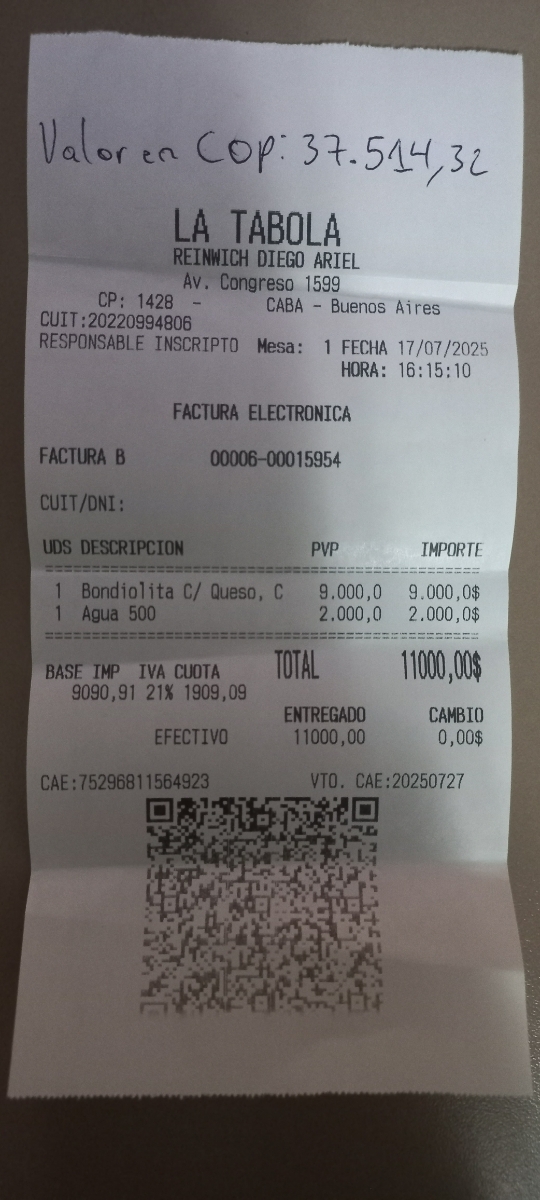 Valor en COP: 37.514,32
LA TABOLA
REINWICH DIEGO ARIEL
Av. Congreso 1599
CP: 1428 - CABA - Buenos Aires
CUIT:20220994806
RESPONSABLE INSCRIPTO Mesa: 1 FECHA 17/07/2025
HORA: 16:15:10
FACTURA ELECTRONICA
FACTURA B 00006-00015954
CUIT/DNI:
UDS DESCRIPCION PVP IMPORTE
1 Bondiolita C/ Queso, C 9.000,0 9.000,0$
1 Agua 500 2.000,0 2.000,0$
BASE IMP IVA CUOTA TOTAL 11000,00$
9090,91 21% 1909,09
ENTREGADO CAMBIO
EFECTIVO 11000,00 0,00$
CAE:75296811564923 VTO. CAE:20250727